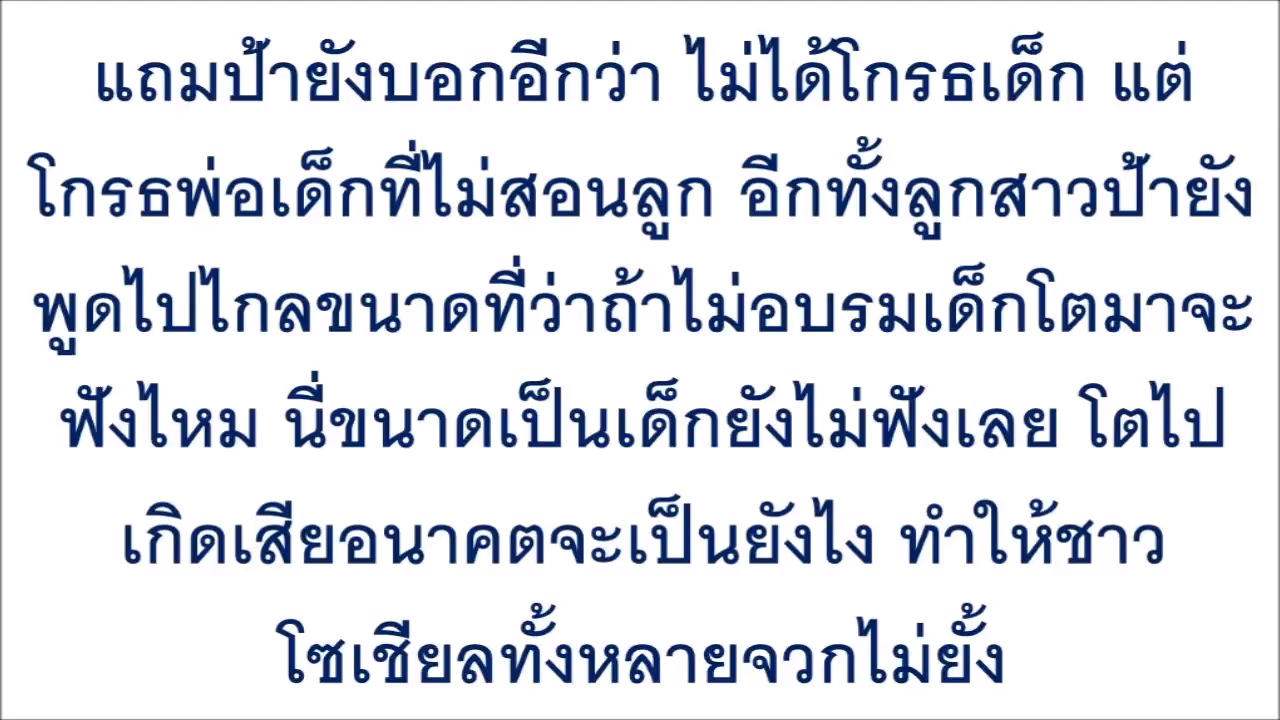 แถมป้ายังบอกอีกว่า ไม่ได้โกรธเด็ก แต่
โกรธพ่อเด็กที่ไม่สอนลูก อีกทั้งลูกสาวป้ายัง
พูดไปไกลขนาดที่ว่าถ้าไม่อบรมเด็กโตมาจะ
ฟังไหม นี่ขนาดเป็นเด็กยังไม่ฟังเลย โตไป
เกิดเสียอนาคตจะเป็นยังไง ทำให้ชาว
โซเชียลทั้งหลายจวกไม่ยั้ง